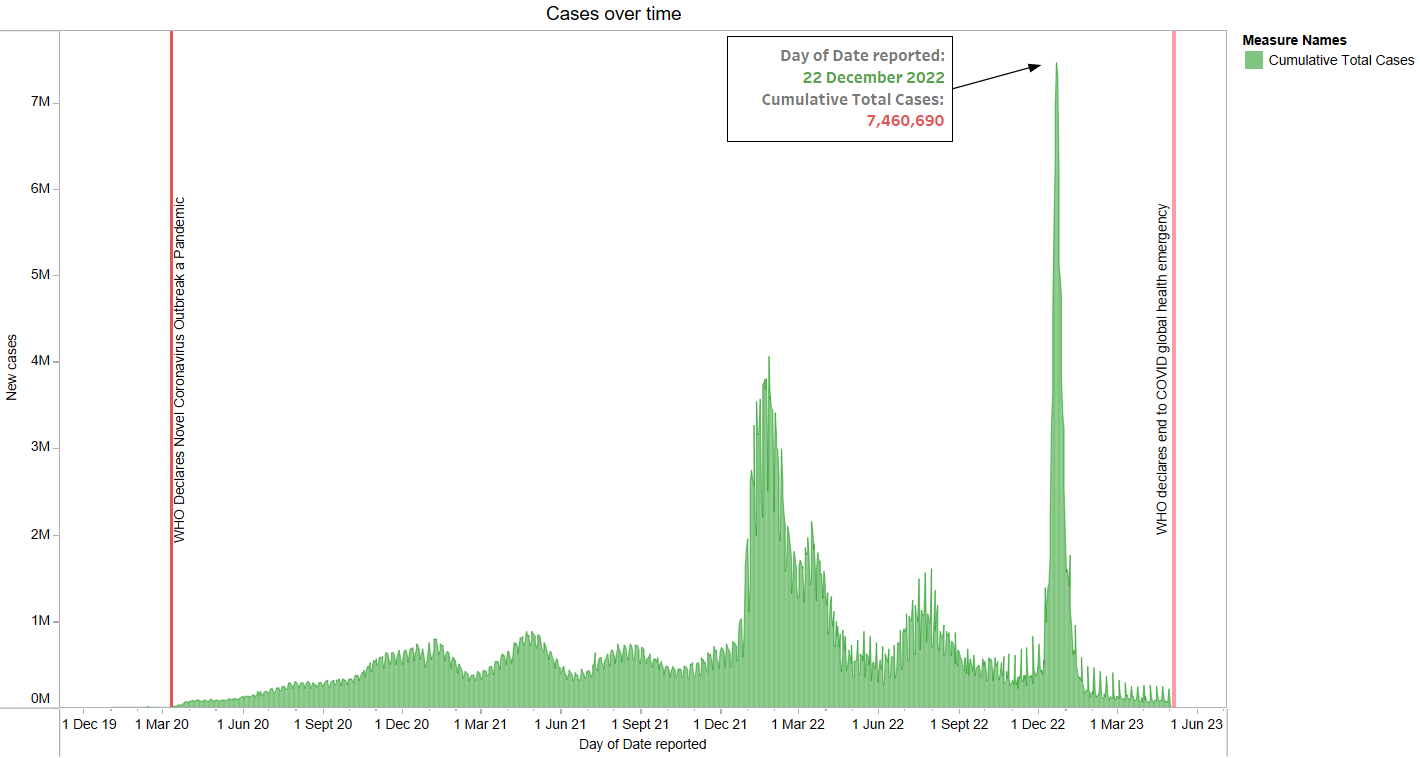 Cases over time
Measure Names
Cumulative Total Cases
Day of Date reported:
22 December 2022
Cumulative Total Cases:
7,460,690
7M
6M
5M
4M
3M
2M
1M
0M
New cases
WHO Declares Novel Coronavirus Outbreak a Pandemic
WHO declares end to COVID global health emergency
1 Dec 19
1 Mar 20
1 Jun 20
1 Sept 20
1 Dec 20
1 Mar 21
1 Jun 21
1 Sept 21
1 Dec 21
1 Mar 22
1 Jun 22
1 Sept 22
1 Dec 22
1 Mar 23
1 Jun 23
Day of Date reported